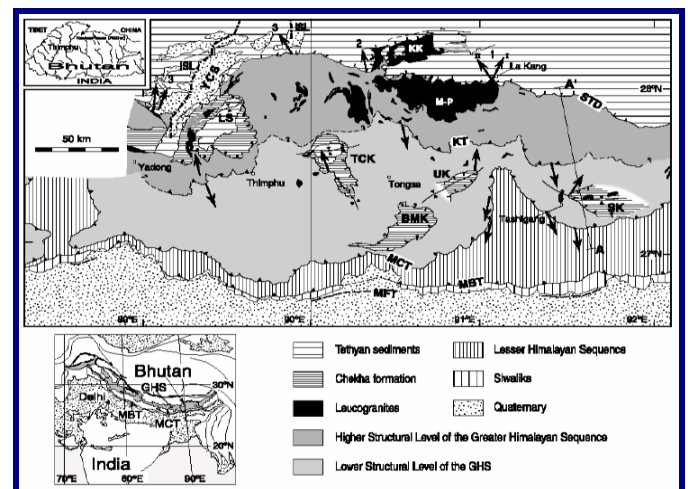 TIBET CHINA
Thimphu
Bhutan
INDIA
3 ISL
ISL
3
YCS
LS
2
KK
1
La Kang
M-P
A'
STD
28°N
50 km
Yadong
Thimphu
TCK
Tongsa
KT
UK
BMK
Tashigang
SK
MCT
A
27°N
MBT
MFT
89°E 90°E 91°E 92°E
Bhutan
GHS
30°N
Delhi
MBT
MCT
20°N
India
70°E 80°E 90°E
Tethyan sediments
Lesser Himalayan Sequence
Chekha formation
Siwaliks
Leucogranites
Quaternary
Higher Structural Level of the Greater Himalayan Sequence
Lower Structural Level of the GHS